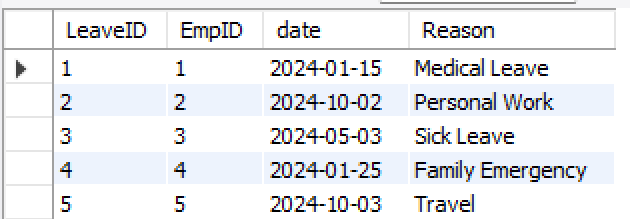 LeaveID EmpID date Reason
1 1 2024-01-15 Medical Leave
2 2 2024-10-02 Personal Work
3 3 2024-05-03 Sick Leave
4 4 2024-01-25 Family Emergency
5 5 2024-10-03 Travel